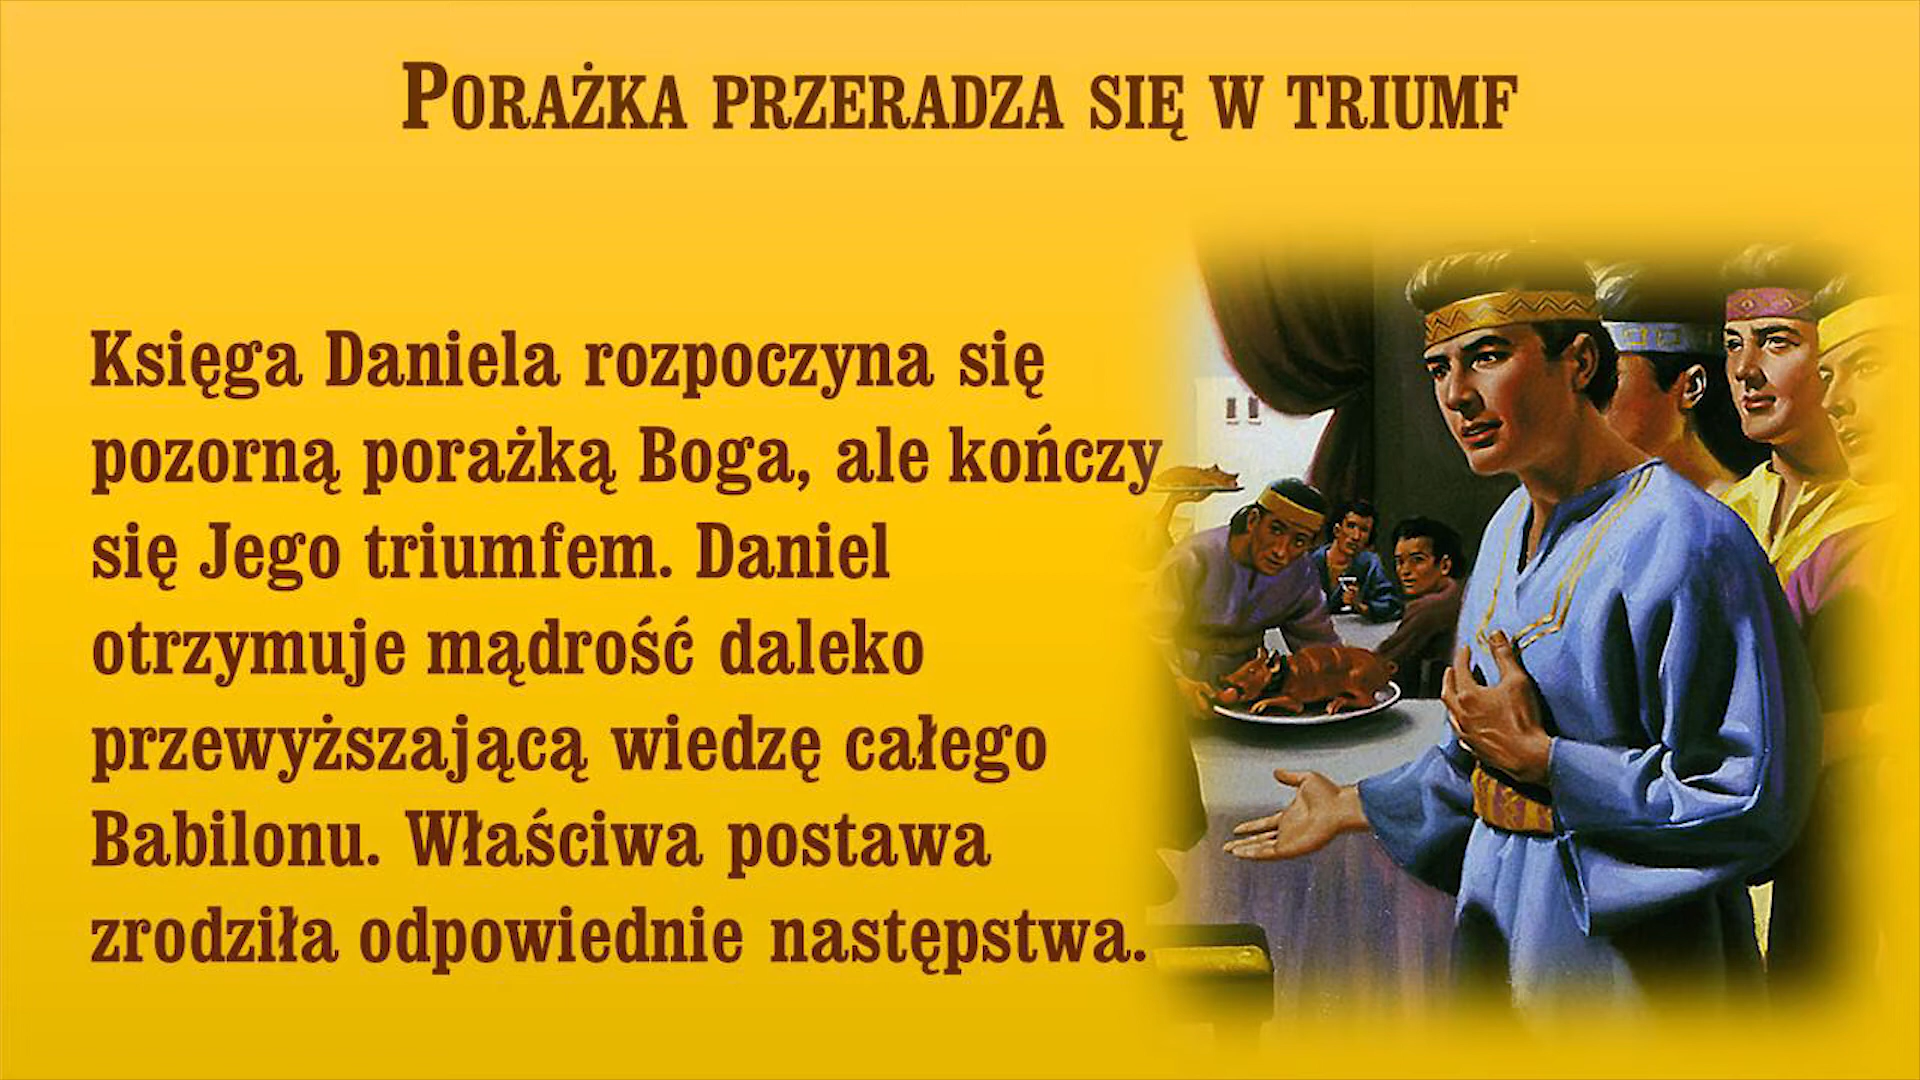 Porażka przeradza się w triumf
Księga Daniela rozpoczyna się
pozorną porażką Boga, ale kończy
się Jego triumfem. Daniel
otrzymuje mądrość daleko
przewyższającą wiedzę całego
Babilonu. Właściwa postawa
zrodziła odpowiednie następstwa.